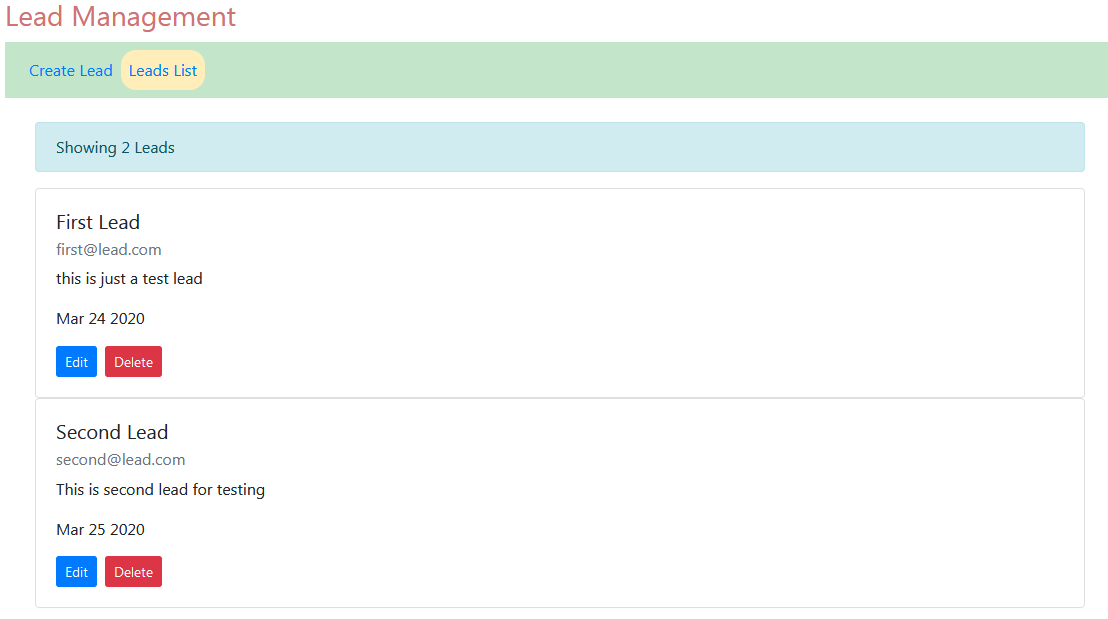 Lead Management
Create Lead Leads List
Showing 2 Leads
First Lead
first@lead.com
this is just a test lead
Mar 24 2020
Edit Delete
Second Lead
second@lead.com
This is second lead for testing
Mar 25 2020
Edit Delete